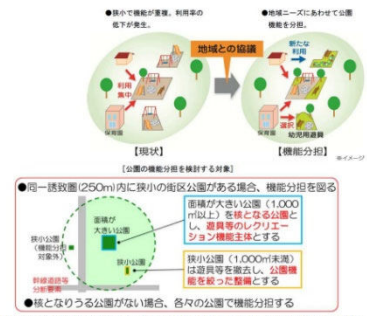 ●狭小で機能が重複。利用率の
低下が発生。
●地域ニーズにあわせて公園
機能を分担。
地域との協議
新たな
利用
利用
集中
保育園
保育園
選択
幼児用遊具
【現状】
【機能分担】
※イメージ
[公園の機能分担を検討する対象]
●同一誘致圏(250m)内に狭小の街区公園がある場合、機能分担を図る
面積が
大きい公園
面積が大きい公園(1,000
㎡以上)を核となる公園と
し、遊具等のレクリエー
ション機能主体とする
狭小公園
(機能分担
対象外)
狭小公園
狭小公園(1,000㎡未満)
は遊具等を撤去し、公園機
能を絞った整備とする
幹線道路等
分断要素
●核となりうる公園がない場合、各々の公園で機能分担する